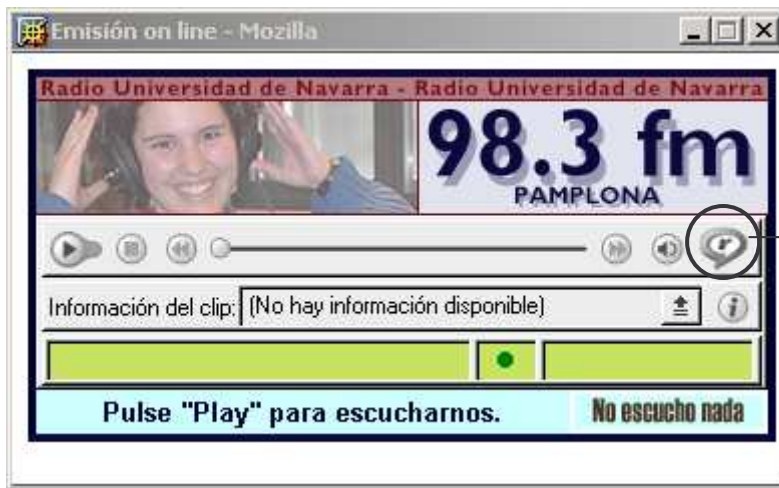 Emisión on line - Mozilla
Radio Universidad de Navarra - Radio Universidad de Navarra
98.3 fm
PAMPLONA
Información del clip: (No hay información disponible)
Pulse "Play" para escucharnos. No escucho nada